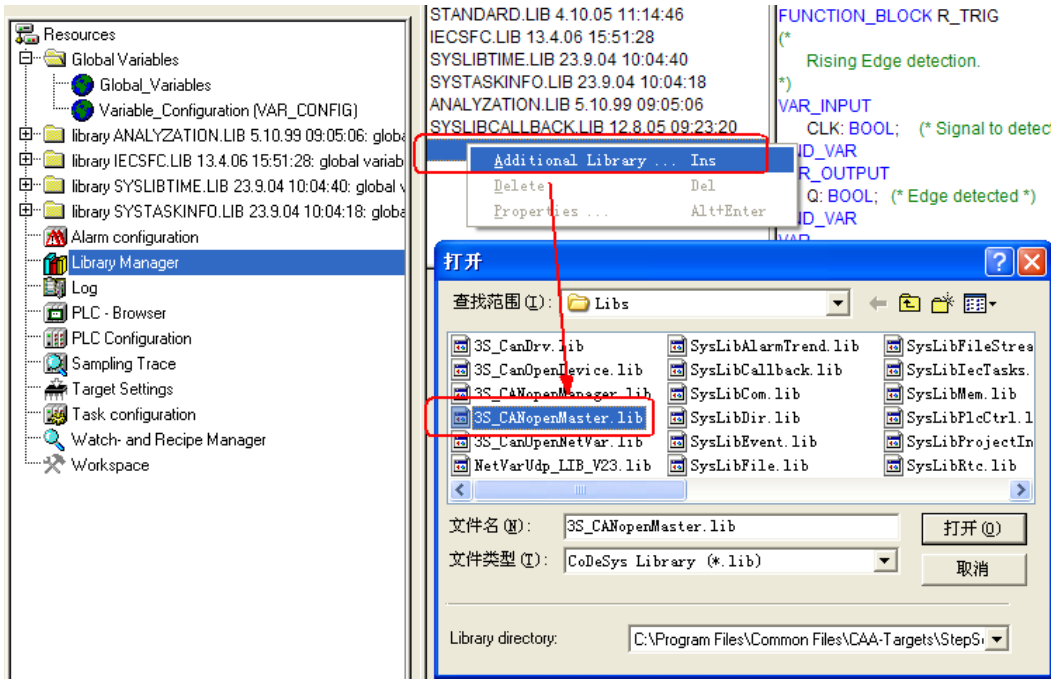 Resources
Global Variables
Global_Variables
Variable_Configuration (VAR_CONFIG)
library ANALYZATION.LIB 5.10.99 09:05:06: globa
library IECSFC.LIB 13.4.06 15:51:28: global variab
library SYSLIBTIME.LIB 23.9.04 10:04:40: global v
library SYSTASKINFO.LIB 23.9.04 10:04:18: globa
Alarm configuration
Library Manager
Log
PLC - Browser
PLC Configuration
Sampling Trace
Target Settings
Task configuration
Watch- and Recipe Manager
Workspace
STANDARD.LIB 4.10.05 11:14:46
IECSFC.LIB 13.4.06 15:51:28
SYSLIBTIME.LIB 23.9.04 10:04:40
SYSTASKINFO.LIB 23.9.04 10:04:18
ANALYZATION.LIB 5.10.99 09:05:06
SYSLIBCALLBACK.LIB 12.8.05 09:23:20
Additional Library ... Ins
Delete Del
Properties ... Alt+Enter
FUNCTION_BLOCK R_TRIG
(*
Rising Edge detection.
*)
VAR_INPUT
CLK: BOOL; (* Signal to detect
ND_VAR
R_OUTPUT
Q: BOOL; (* Edge detected *)
ND_VAR
VAR
打开
查找范围(I): Libs
3S_CanDrv.lib SysLibAlarmTrend.lib SysLibFileStrea
3S_CanOpenDevice.lib SysLibCallback.lib SysLibIecTasks.
3S_CANopenManager.lib SysLibCom.lib SysLibMem.lib
3S_CANopenMaster.lib SysLibDir.lib SysLibPlcCtrl.l
3S_CanOpenNetVar.lib SysLibEvent.lib SysLibProjectIn
NetVarUdp_LIB_V23.lib SysLibFile.lib SysLibRtc.lib
文件名(N): 3S_CANopenMaster.lib 打开(O)
文件类型(T): CoDeSys Library (*.lib) 取消
Library directory: C:\Program Files\Common Files\CAA-Targets\StepS